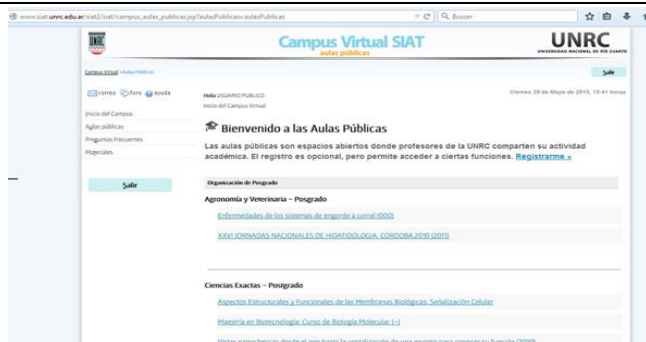 www.siat.unrc.edu.ar/siat2/siat/campus_aulas_publicas.jsp?aulasPublicas=aulasPublicas
Buscar
Campus Virtual SIAT
aulas públicas
UNRC
UNIVERSIDAD NACIONAL DE RÍO CUARTO
Campus Virtual »Aulas Públicas
Salir
correo foro ayuda
Hola USUARIO PUBLICO
Viernes 29 de Mayo de 2015, 15:41 horas
Inicio del Campus Virtual
Inicio del Campus
Aulas públicas
Preguntas Frecuentes
Materiales
Salir
Bienvenido a las Aulas Públicas
Las aulas públicas son espacios abiertos donde profesores de la UNRC comparten su actividad
académica. El registro es opcional, pero permite acceder a ciertas funciones. Registrarme »
Organización de Posgrado
Agronomía y Veterinaria – Posgrado
Enfermedades de los sistemas de engorde a corral (000)
XXVI JORNADAS NACIONALES DE HIDATIDOLOGIA. CORDOBA 2010 (2011)
Ciencias Exactas – Postgrado
Aspectos Estructurales y Funcionales de las Membranas Biológicas: Señalización Celular
Maestría en Biotecnología: Curso de Biología Molecular (-)